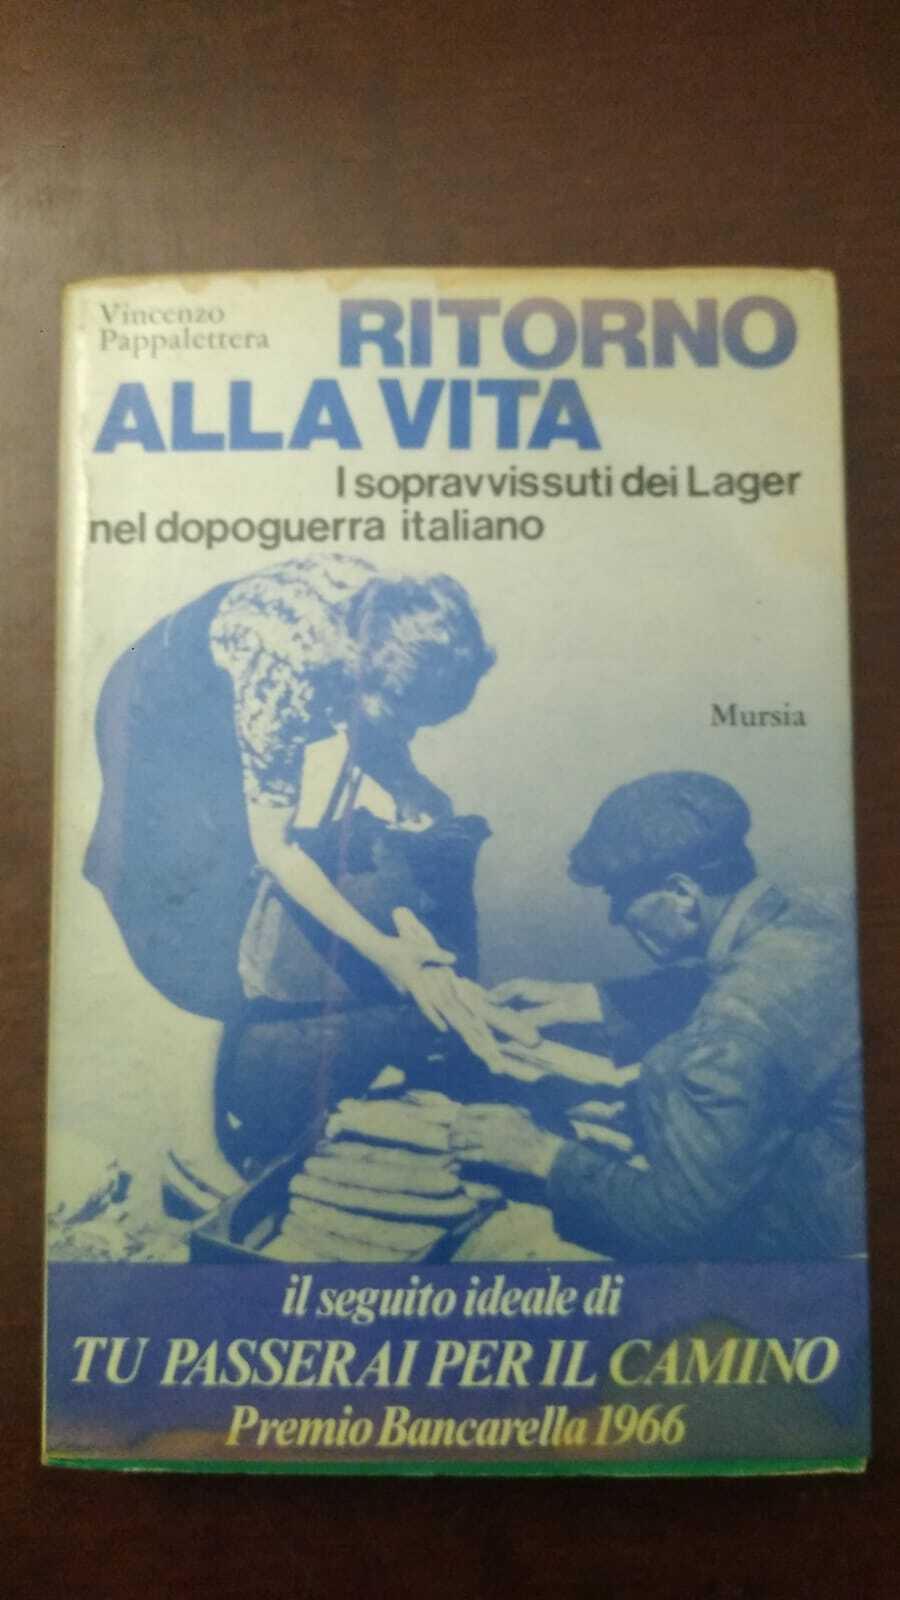 Vincenzo
Pappalettera
RITORNO
ALLA VITA
I sopravvissuti dei Lager
nel dopoguerra italiano
Mursia
il seguito ideale di
TU PASSERAI PER IL CAMINO
Premio Bancarella 1966